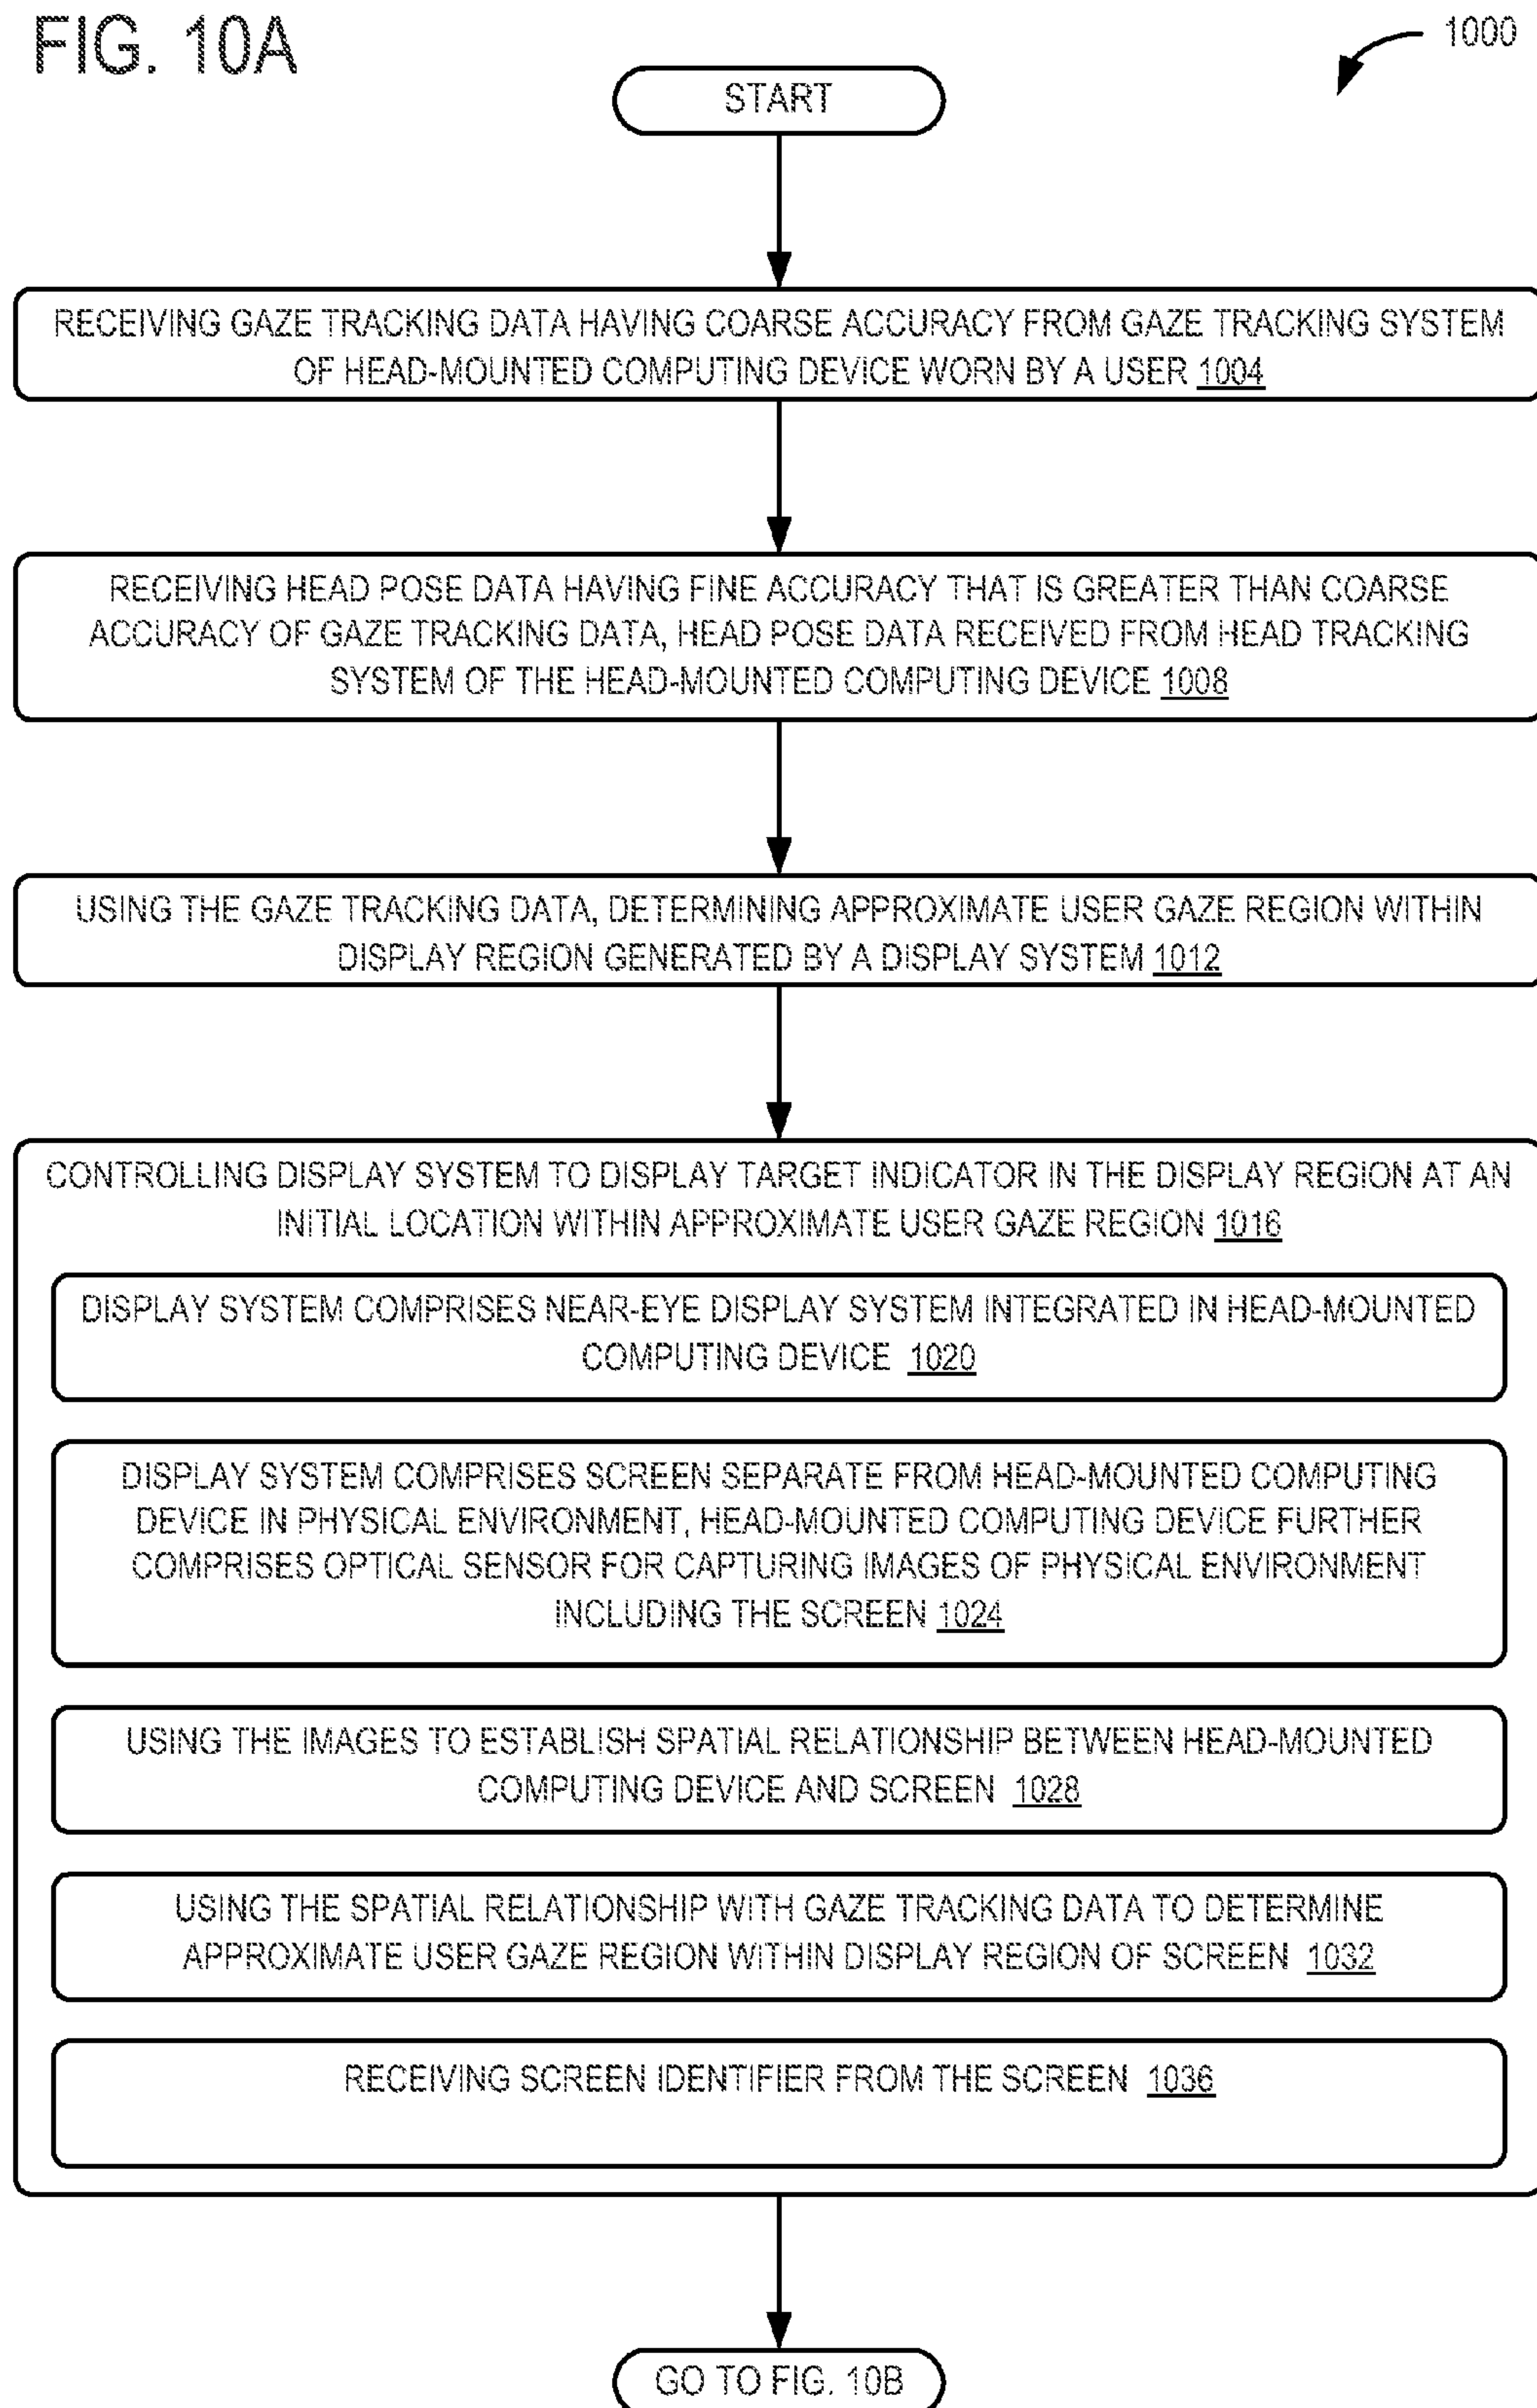 FIG. 10A
1000
START
RECEIVING GAZE TRACKING DATA HAVING COARSE ACCURACY FROM GAZE TRACKING SYSTEM
OF HEAD-MOUNTED COMPUTING DEVICE WORN BY A USER 1004
RECEIVING HEAD POSE DATA HAVING FINE ACCURACY THAT IS GREATER THAN COARSE
ACCURACY OF GAZE TRACKING DATA, HEAD POSE DATA RECEIVED FROM HEAD TRACKING
SYSTEM OF THE HEAD-MOUNTED COMPUTING DEVICE 1008
USING THE GAZE TRACKING DATA, DETERMINING APPROXIMATE USER GAZE REGION WITHIN
DISPLAY REGION GENERATED BY A DISPLAY SYSTEM 1012
CONTROLLING DISPLAY SYSTEM TO DISPLAY TARGET INDICATOR IN THE DISPLAY REGION AT AN
INITIAL LOCATION WITHIN APPROXIMATE USER GAZE REGION 1016
DISPLAY SYSTEM COMPRISES NEAR-EYE DISPLAY SYSTEM INTEGRATED IN HEAD-MOUNTED
COMPUTING DEVICE 1020
DISPLAY SYSTEM COMPRISES SCREEN SEPARATE FROM HEAD-MOUNTED COMPUTING
DEVICE IN PHYSICAL ENVIRONMENT, HEAD-MOUNTED COMPUTING DEVICE FURTHER
COMPRISES OPTICAL SENSOR FOR CAPTURING IMAGES OF PHYSICAL ENVIRONMENT
INCLUDING THE SCREEN 1024
USING THE IMAGES TO ESTABLISH SPATIAL RELATIONSHIP BETWEEN HEAD-MOUNTED
COMPUTING DEVICE AND SCREEN 1028
USING THE SPATIAL RELATIONSHIP WITH GAZE TRACKING DATA TO DETERMINE
APPROXIMATE USER GAZE REGION WITHIN DISPLAY REGION OF SCREEN 1032
RECEIVING SCREEN IDENTIFIER FROM THE SCREEN 1036
GO TO FIG. 10B